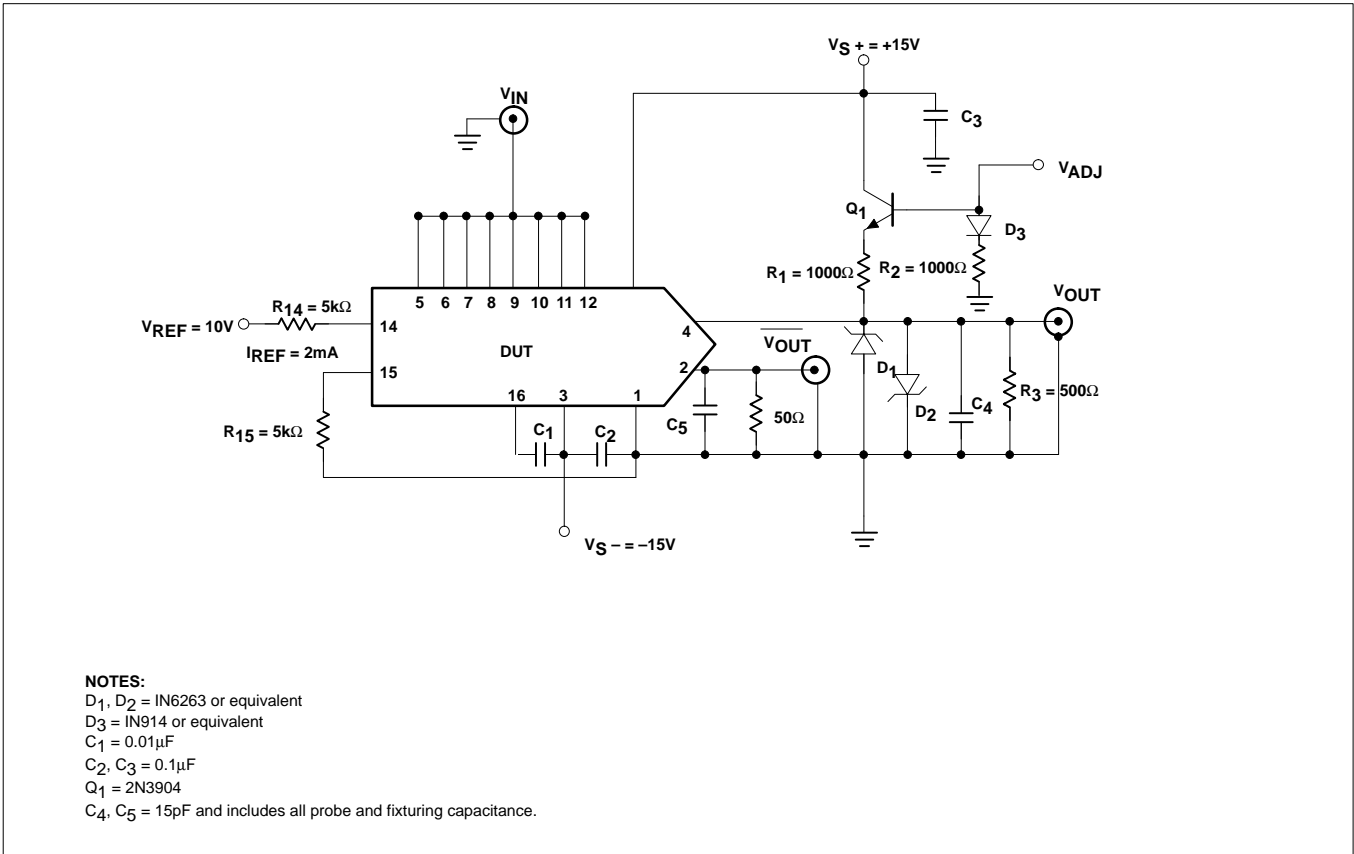 VS + = +15V
VIN
C3
VADJ
Q1
D3
R1 = 1000Ω
R2 = 1000Ω
VOUT
5 6 7 8 9 10 11 12
R14 = 5kΩ
VREF = 10V
14
4
IREF = 2mA
DUT
VOUT
D1
15
2
R3 = 500Ω
16 3 1
D2
C4
R15 = 5kΩ
C1
C2
C5
50Ω
VS – = –15V
NOTES:
D1, D2 = IN6263 or equivalent
D3 = IN914 or equivalent
C1 = 0.01µF
C2, C3 = 0.1µF
Q1 = 2N3904
C4, C5 = 15pF and includes all probe and fixturing capacitance.